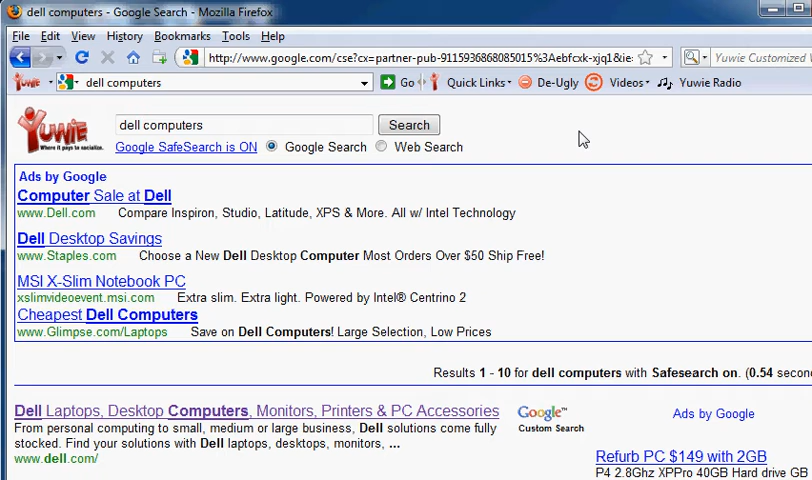 dell computers - Google Search - Mozilla Firefox
File Edit View History Bookmarks Tools Help
http://www.google.com/cse?cx=partner-pub-9115936868085015%3Aebfcxk-xjq1&ie= Yuwie Customized
Yuwie dell computers Go Quick Links De-Ugly Videos Yuwie Radio
Yuwie
Where it pays to socialize.
dell computers Search
Google SafeSearch is ON Google Search Web Search
Ads by Google
Computer Sale at Dell
www.Dell.com Compare Inspiron, Studio, Latitude, XPS & More. All w/ Intel Technology
Dell Desktop Savings
www.Staples.com Choose a New Dell Desktop Computer Most Orders Over $50 Ship Free!
MSI X-Slim Notebook PC
xslimvideoevent.msi.com Extra slim. Extra light. Powered by Intel® Centrino 2
Cheapest Dell Computers
www.Glimpse.com/Laptops Save on Dell Computers! Large Selection, Low Prices
Results 1 - 10 for dell computers with Safesearch on. (0.54 second
Dell Laptops, Desktop Computers, Monitors, Printers & PC Accessories
From personal computing to small, medium or large business, Dell solutions come fully
stocked. Find your solutions with Dell laptops, desktops, monitors, ...
www.dell.com/
Google™
Custom Search
Ads by Google
Refurb PC $149 with 2GB
P4 2.8Ghz XPPro 40GB Hard drive GB